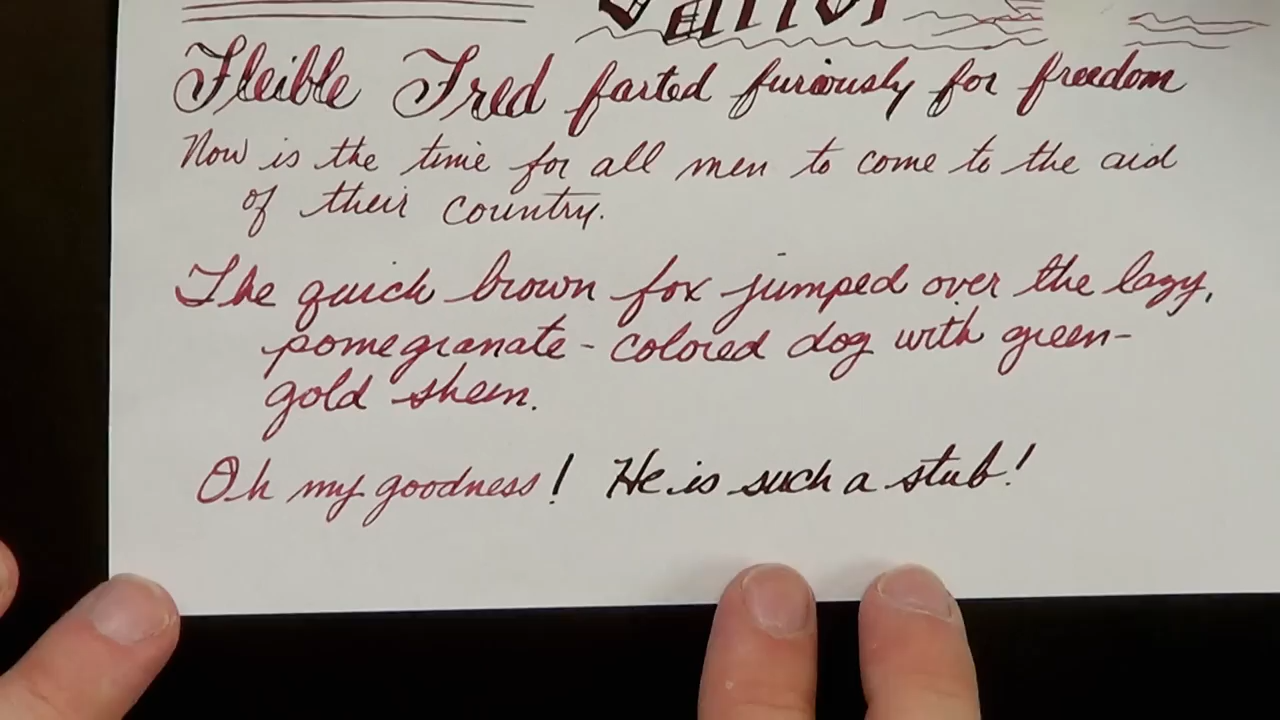 Fleible Fred farted furiously for freedom
Now is the time for all men to come to the aid
of their country.
The quick brown fox jumped over the lazy,
pomegranate-colored dog with green-
gold sheen.
Oh my goodness! He is such a stub!